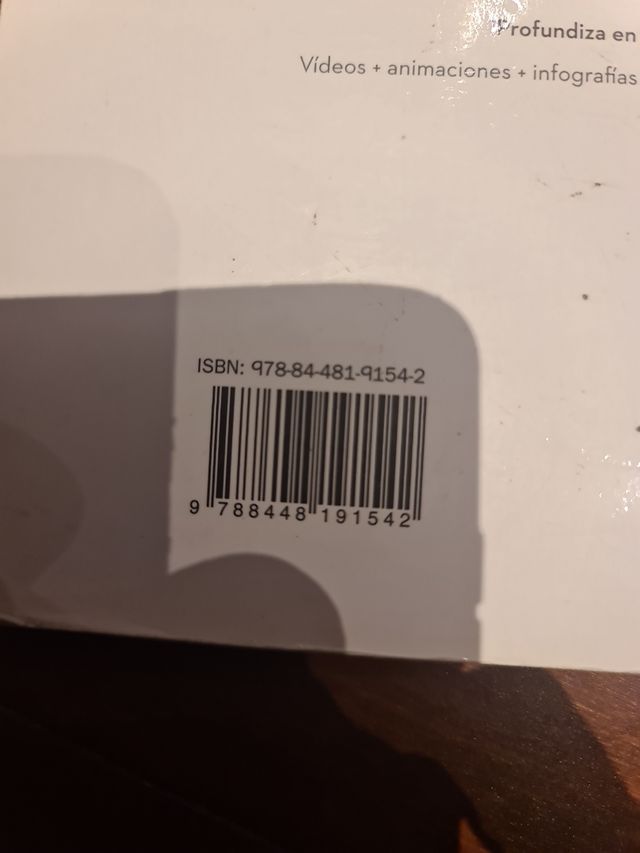 Profundiza en
Vídeos + animaciones + infografías
ISBN: 978-84-481-9154-2
9 788448 191542